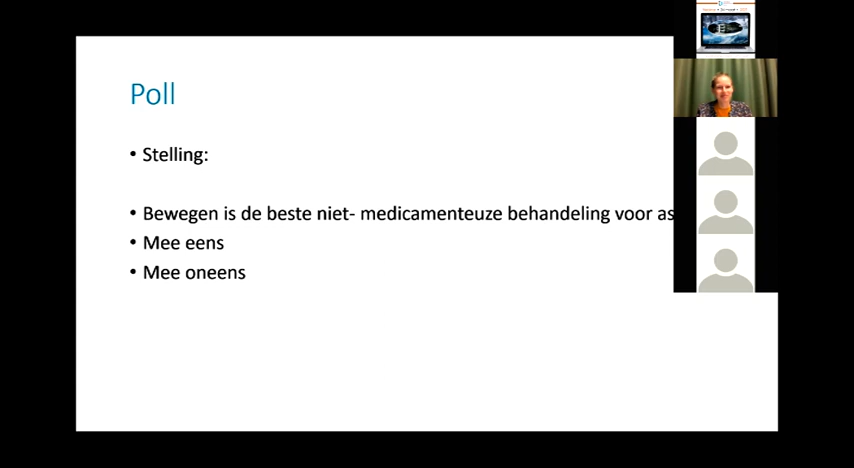 Poll
• Stelling:
• Bewegen is de beste niet- medicamenteuze behandeling voor as
• Mee eens
• Mee oneens